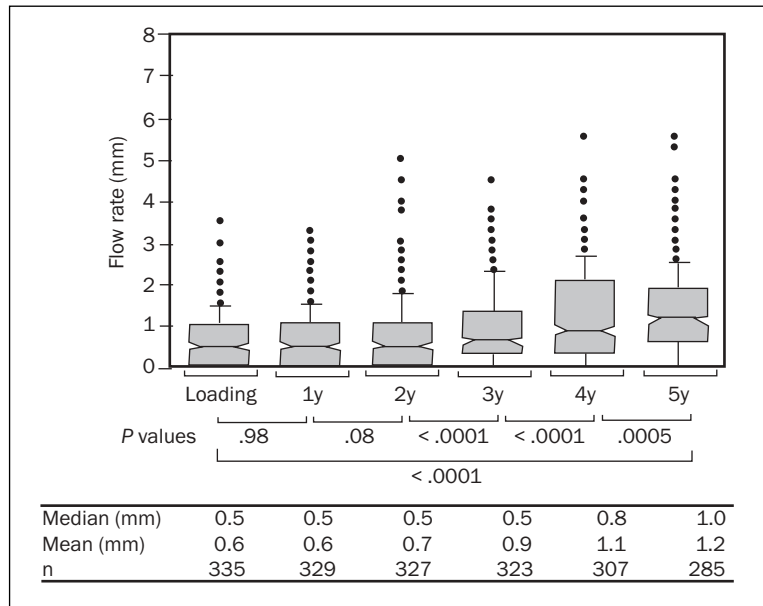 8
7
6
5
4
3
2
1
0
Flow rate (mm)
Loading 1y 2y 3y 4y 5y
P values .98 .08 < .0001 < .0001 .0005
< .0001
Median (mm) 0.5 0.5 0.5 0.5 0.8 1.0
Mean (mm) 0.6 0.6 0.7 0.9 1.1 1.2
n 335 329 327 323 307 285